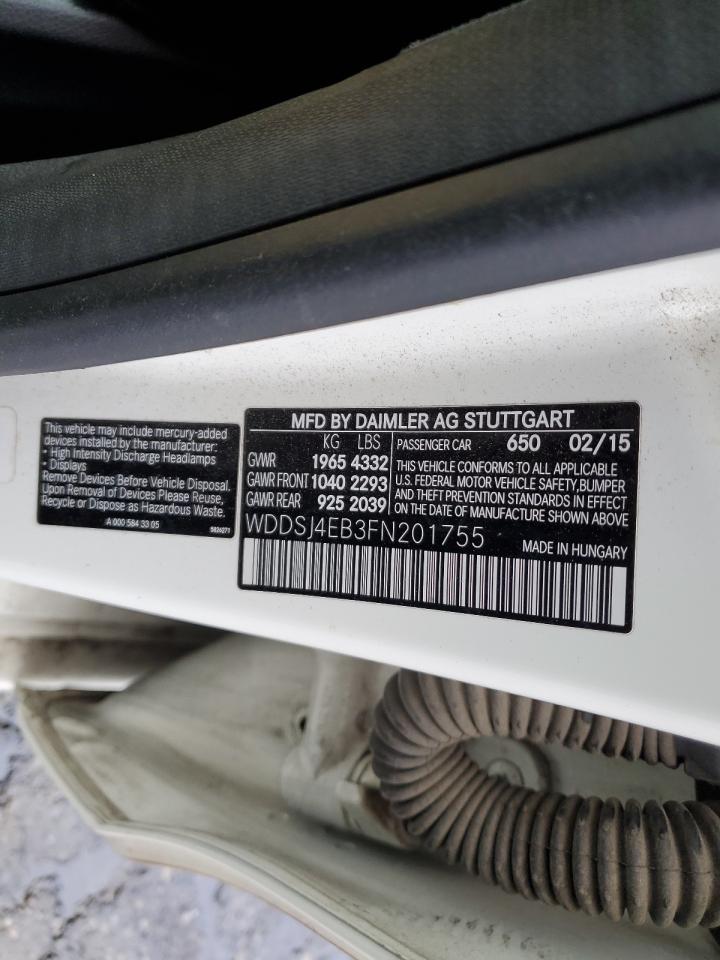 This vehicle may include mercury-added
devices installed by the manufacturer:
• High Intensity Discharge Headlamps
• Displays
Remove Devices Before Vehicle Disposal.
Upon Removal of Devices Please Reuse,
Recycle or Dispose as Hazardous Waste.
A 000 584 33 05 5826271
MFD BY DAIMLER AG STUTTGART
KG LBS PASSENGER CAR 650 02/15
GVWR 1965 4332
GAWR FRONT 1040 2293
GAWR REAR 925 2039
THIS VEHICLE CONFORMS TO ALL APPLICABLE
U.S. FEDERAL MOTOR VEHICLE SAFETY,BUMPER
AND THEFT PREVENTION STANDARDS IN EFFECT
ON THE DATE OF MANUFACTURE SHOWN ABOVE
WDDSJ4EB3FN201755
MADE IN HUNGARY